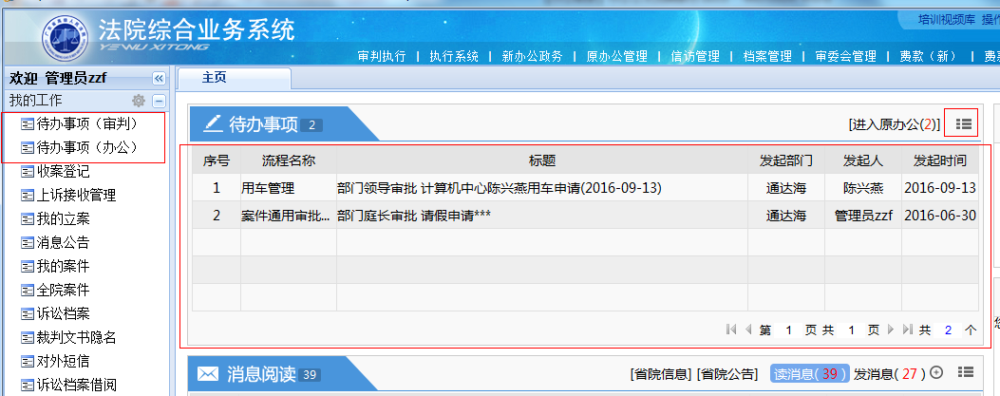 法院综合业务系统
YEWU XITONG
培训视频库 操作
审判执行 | 执行系统 | 新办公政务 | 原办公管理 | 信访管理 | 档案管理 | 审委会管理 | 费款（新） | 费
欢迎 管理员zzf
主页
我的工作
待办事项（审判）
待办事项（办公）
收案登记
上诉接收管理
我的立案
消息公告
我的案件
全院案件
诉讼档案
裁判文书隐名
对外短信
诉讼档案借阅
待办事项 2 [进入原办公(2)]
序号 流程名称 标题 发起部门 发起人 发起时间
1 用车管理 部门领导审批 计算机中心陈兴燕用车申请(2016-09-13) 通达海 陈兴燕 2016-09-13
2 案件通用审批... 部门庭长审批 请假申请*** 通达海 管理员zzf 2016-06-30
第 1 页 共 1 页 共 2 个
消息阅读 39 [省院信息] [省院公告] 读消息( 39 ) 发消息( 27 )